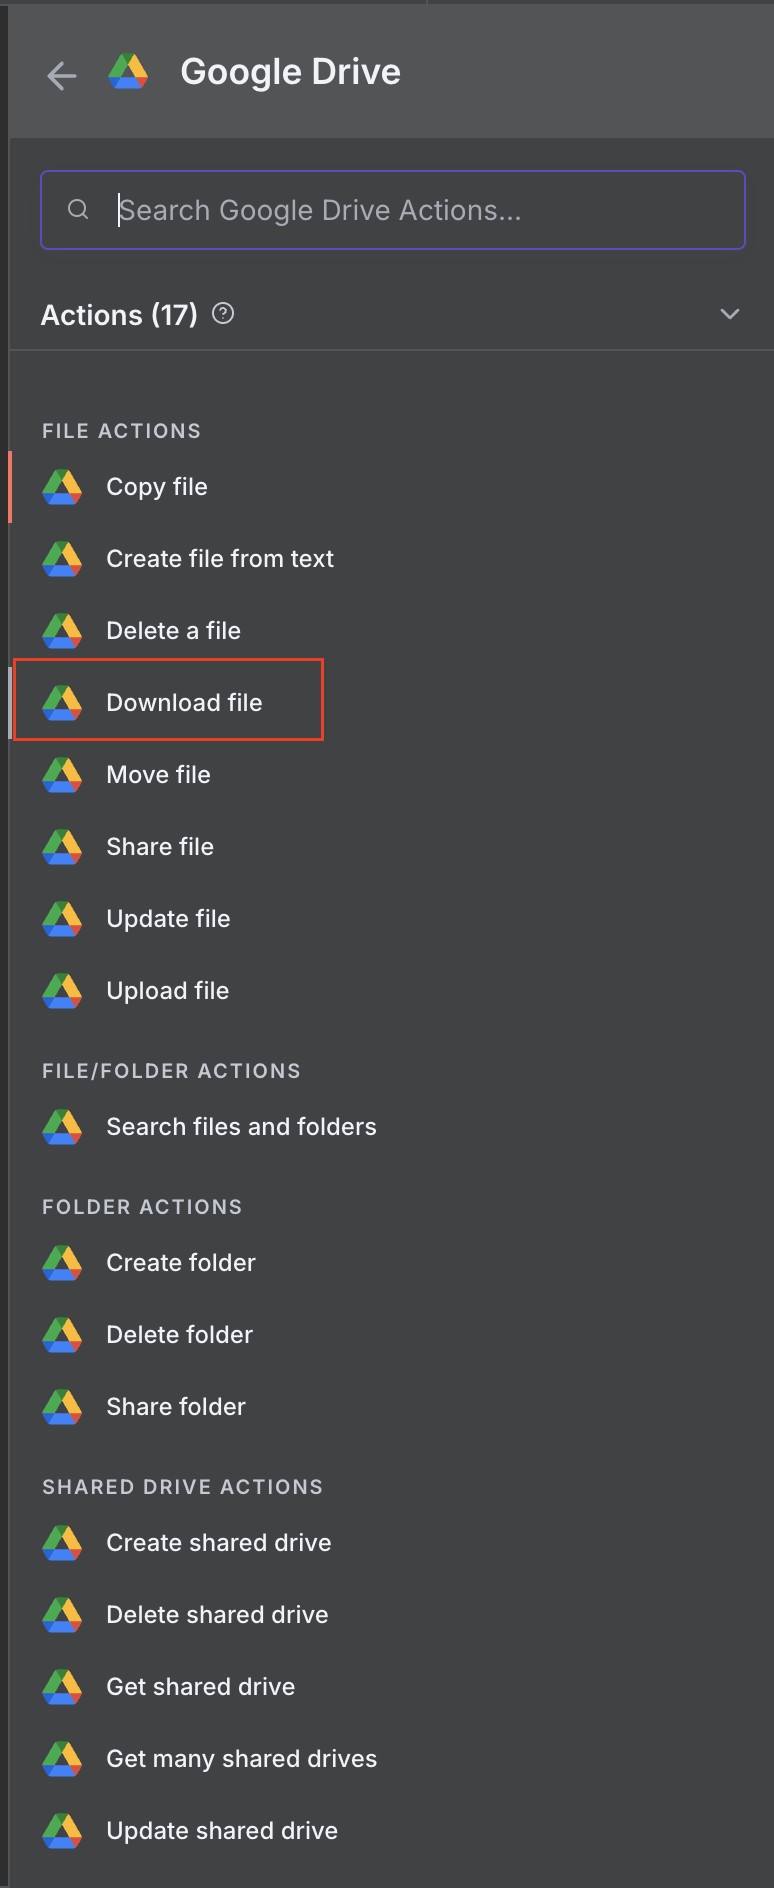 Google Drive
Search Google Drive Actions...
Actions (17)
FILE ACTIONS
Copy file
Create file from text
Delete a file
Download file
Move file
Share file
Update file
Upload file
FILE/FOLDER ACTIONS
Search files and folders
FOLDER ACTIONS
Create folder
Delete folder
Share folder
SHARED DRIVE ACTIONS
Create shared drive
Delete shared drive
Get shared drive
Get many shared drives
Update shared drive